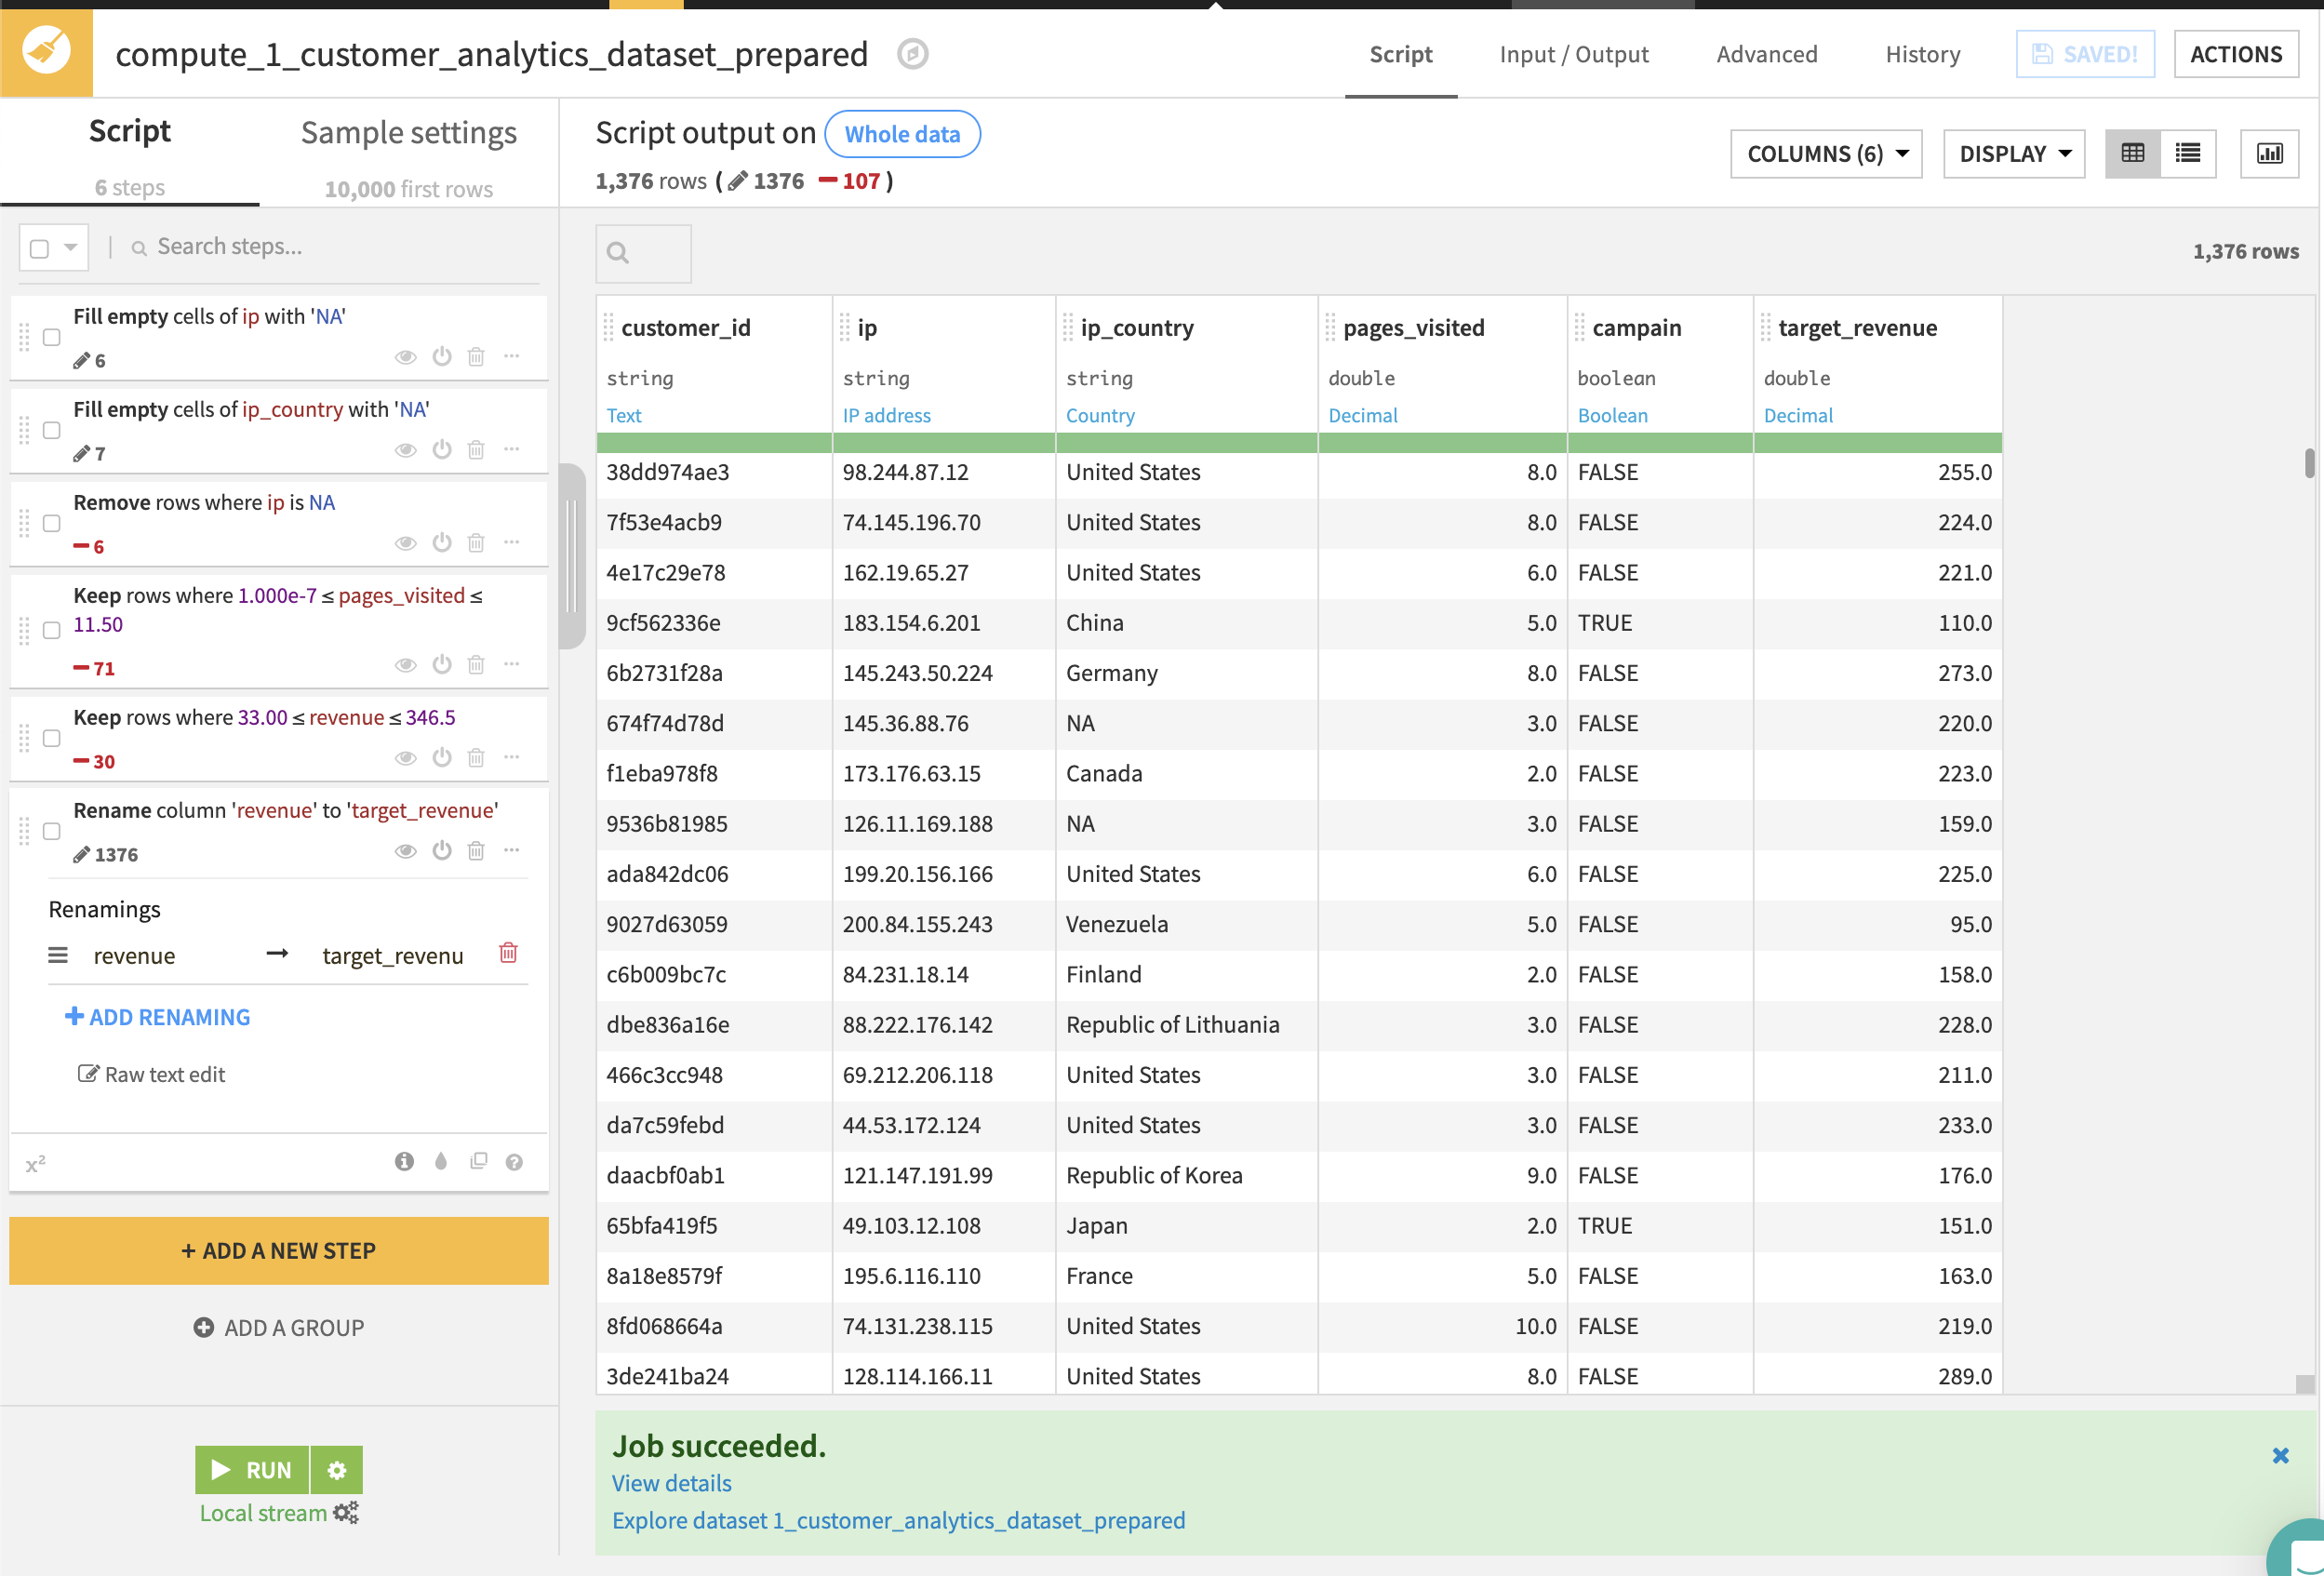 compute_1_customer_analytics_dataset_prepared
Script
Input / Output
Advanced
History
SAVED!
ACTIONS
Script
6 steps
Sample settings
10,000 first rows
Search steps...
Fill empty cells of ip with 'NA'
6
Fill empty cells of ip_country with 'NA'
7
Remove rows where ip is NA
6
Keep rows where 1.000e-7 ≤ pages_visited ≤
11.50
71
Keep rows where 33.00 ≤ revenue ≤ 346.5
30
Rename column 'revenue' to 'target_revenue'
1376
Renamings
revenue → target_revenu
ADD RENAMING
Raw text edit
x²
+ ADD A NEW STEP
ADD A GROUP
RUN
Local stream
Script output on Whole data
1,376 rows ( 1376 107 )
COLUMNS (6)
DISPLAY
1,376 rows
customer_id ip ip_country pages_visited campain target_revenue
string string string double boolean double
Text IP address Country Decimal Boolean Decimal
38dd974ae3 98.244.87.12 United States 8.0 FALSE 255.0
7f53e4acb9 74.145.196.70 United States 8.0 FALSE 224.0
4e17c29e78 162.19.65.27 United States 6.0 FALSE 221.0
9cf562336e 183.154.6.201 China 5.0 TRUE 110.0
6b2731f28a 145.243.50.224 Germany 8.0 FALSE 273.0
674f74d78d 145.36.88.76 NA 3.0 FALSE 220.0
f1eba978f8 173.176.63.15 Canada 2.0 FALSE 223.0
9536b81985 126.11.169.188 NA 3.0 FALSE 159.0
ada842dc06 199.20.156.166 United States 6.0 FALSE 225.0
9027d63059 200.84.155.243 Venezuela 5.0 FALSE 95.0
c6b009bc7c 84.231.18.14 Finland 2.0 FALSE 158.0
dbe836a16e 88.222.176.142 Republic of Lithuania 3.0 FALSE 228.0
466c3cc948 69.212.206.118 United States 3.0 FALSE 211.0
da7c59febd 44.53.172.124 United States 3.0 FALSE 233.0
daacbf0ab1 121.147.191.99 Republic of Korea 9.0 FALSE 176.0
65bfa419f5 49.103.12.108 Japan 2.0 TRUE 151.0
8a18e8579f 195.6.116.110 France 5.0 FALSE 163.0
8fd068664a 74.131.238.115 United States 10.0 FALSE 219.0
3de241ba24 128.114.166.11 United States 8.0 FALSE 289.0
Job succeeded.
View details
Explore dataset 1_customer_analytics_dataset_prepared